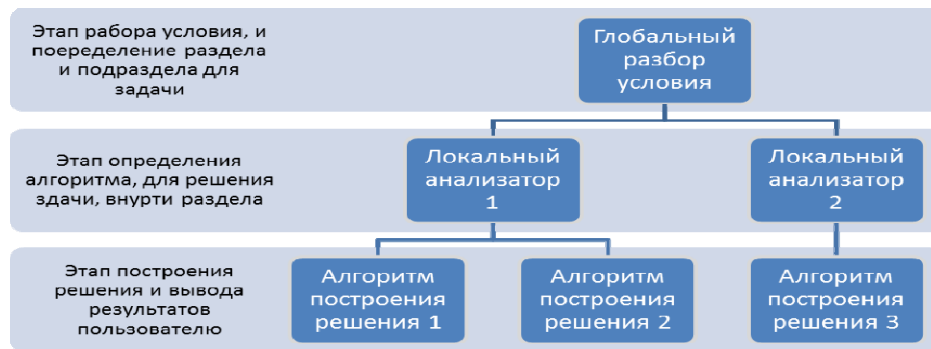 Этап рабора условия, и
поеределение раздела
и подраздела для
задачи
Глобальный
разбор
условия
Этап определения
алгоритма, для решения
здачи, внурти раздела
Локальный
анализатор
1
Локальный
анализатор
2
Этап построения
решения и вывода
результатов
пользователю
Алгоритм
построения
решения 1
Алгоритм
построения
решения 2
Алгоритм
построения
решения 3